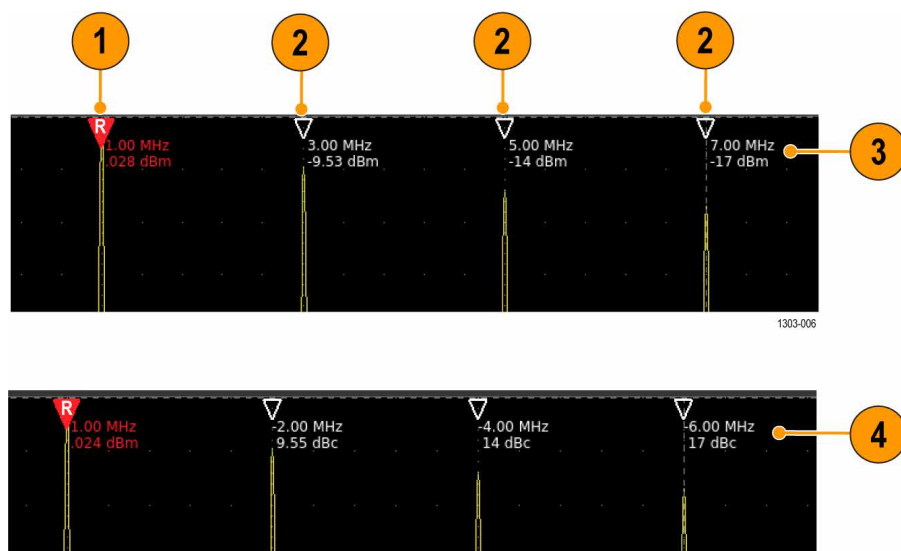 1
2
2
2
R
1.00 MHz
.028 dBm
3.00 MHz
-9.53 dBm
5.00 MHz
-14 dBm
7.00 MHz
-17 dBm
3
1303-006
R
1.00 MHz
.024 dBm
-2.00 MHz
9.55 dBc
-4.00 MHz
14 dBc
-6.00 MHz
17 dBc
4